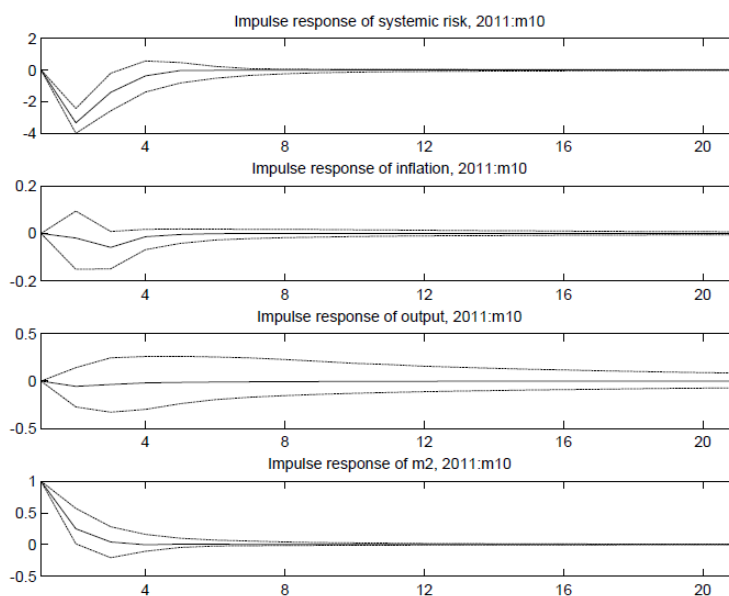 Impulse response of systemic risk, 2011:m10
2
0
-2
-4
4 8 12 16 20
Impulse response of inflation, 2011:m10
0.2
0
-0.2
4 8 12 16 20
Impulse response of output, 2011:m10
0.5
0
-0.5
4 8 12 16 20
Impulse response of m2, 2011:m10
1
0.5
0
-0.5
4 8 12 16 20